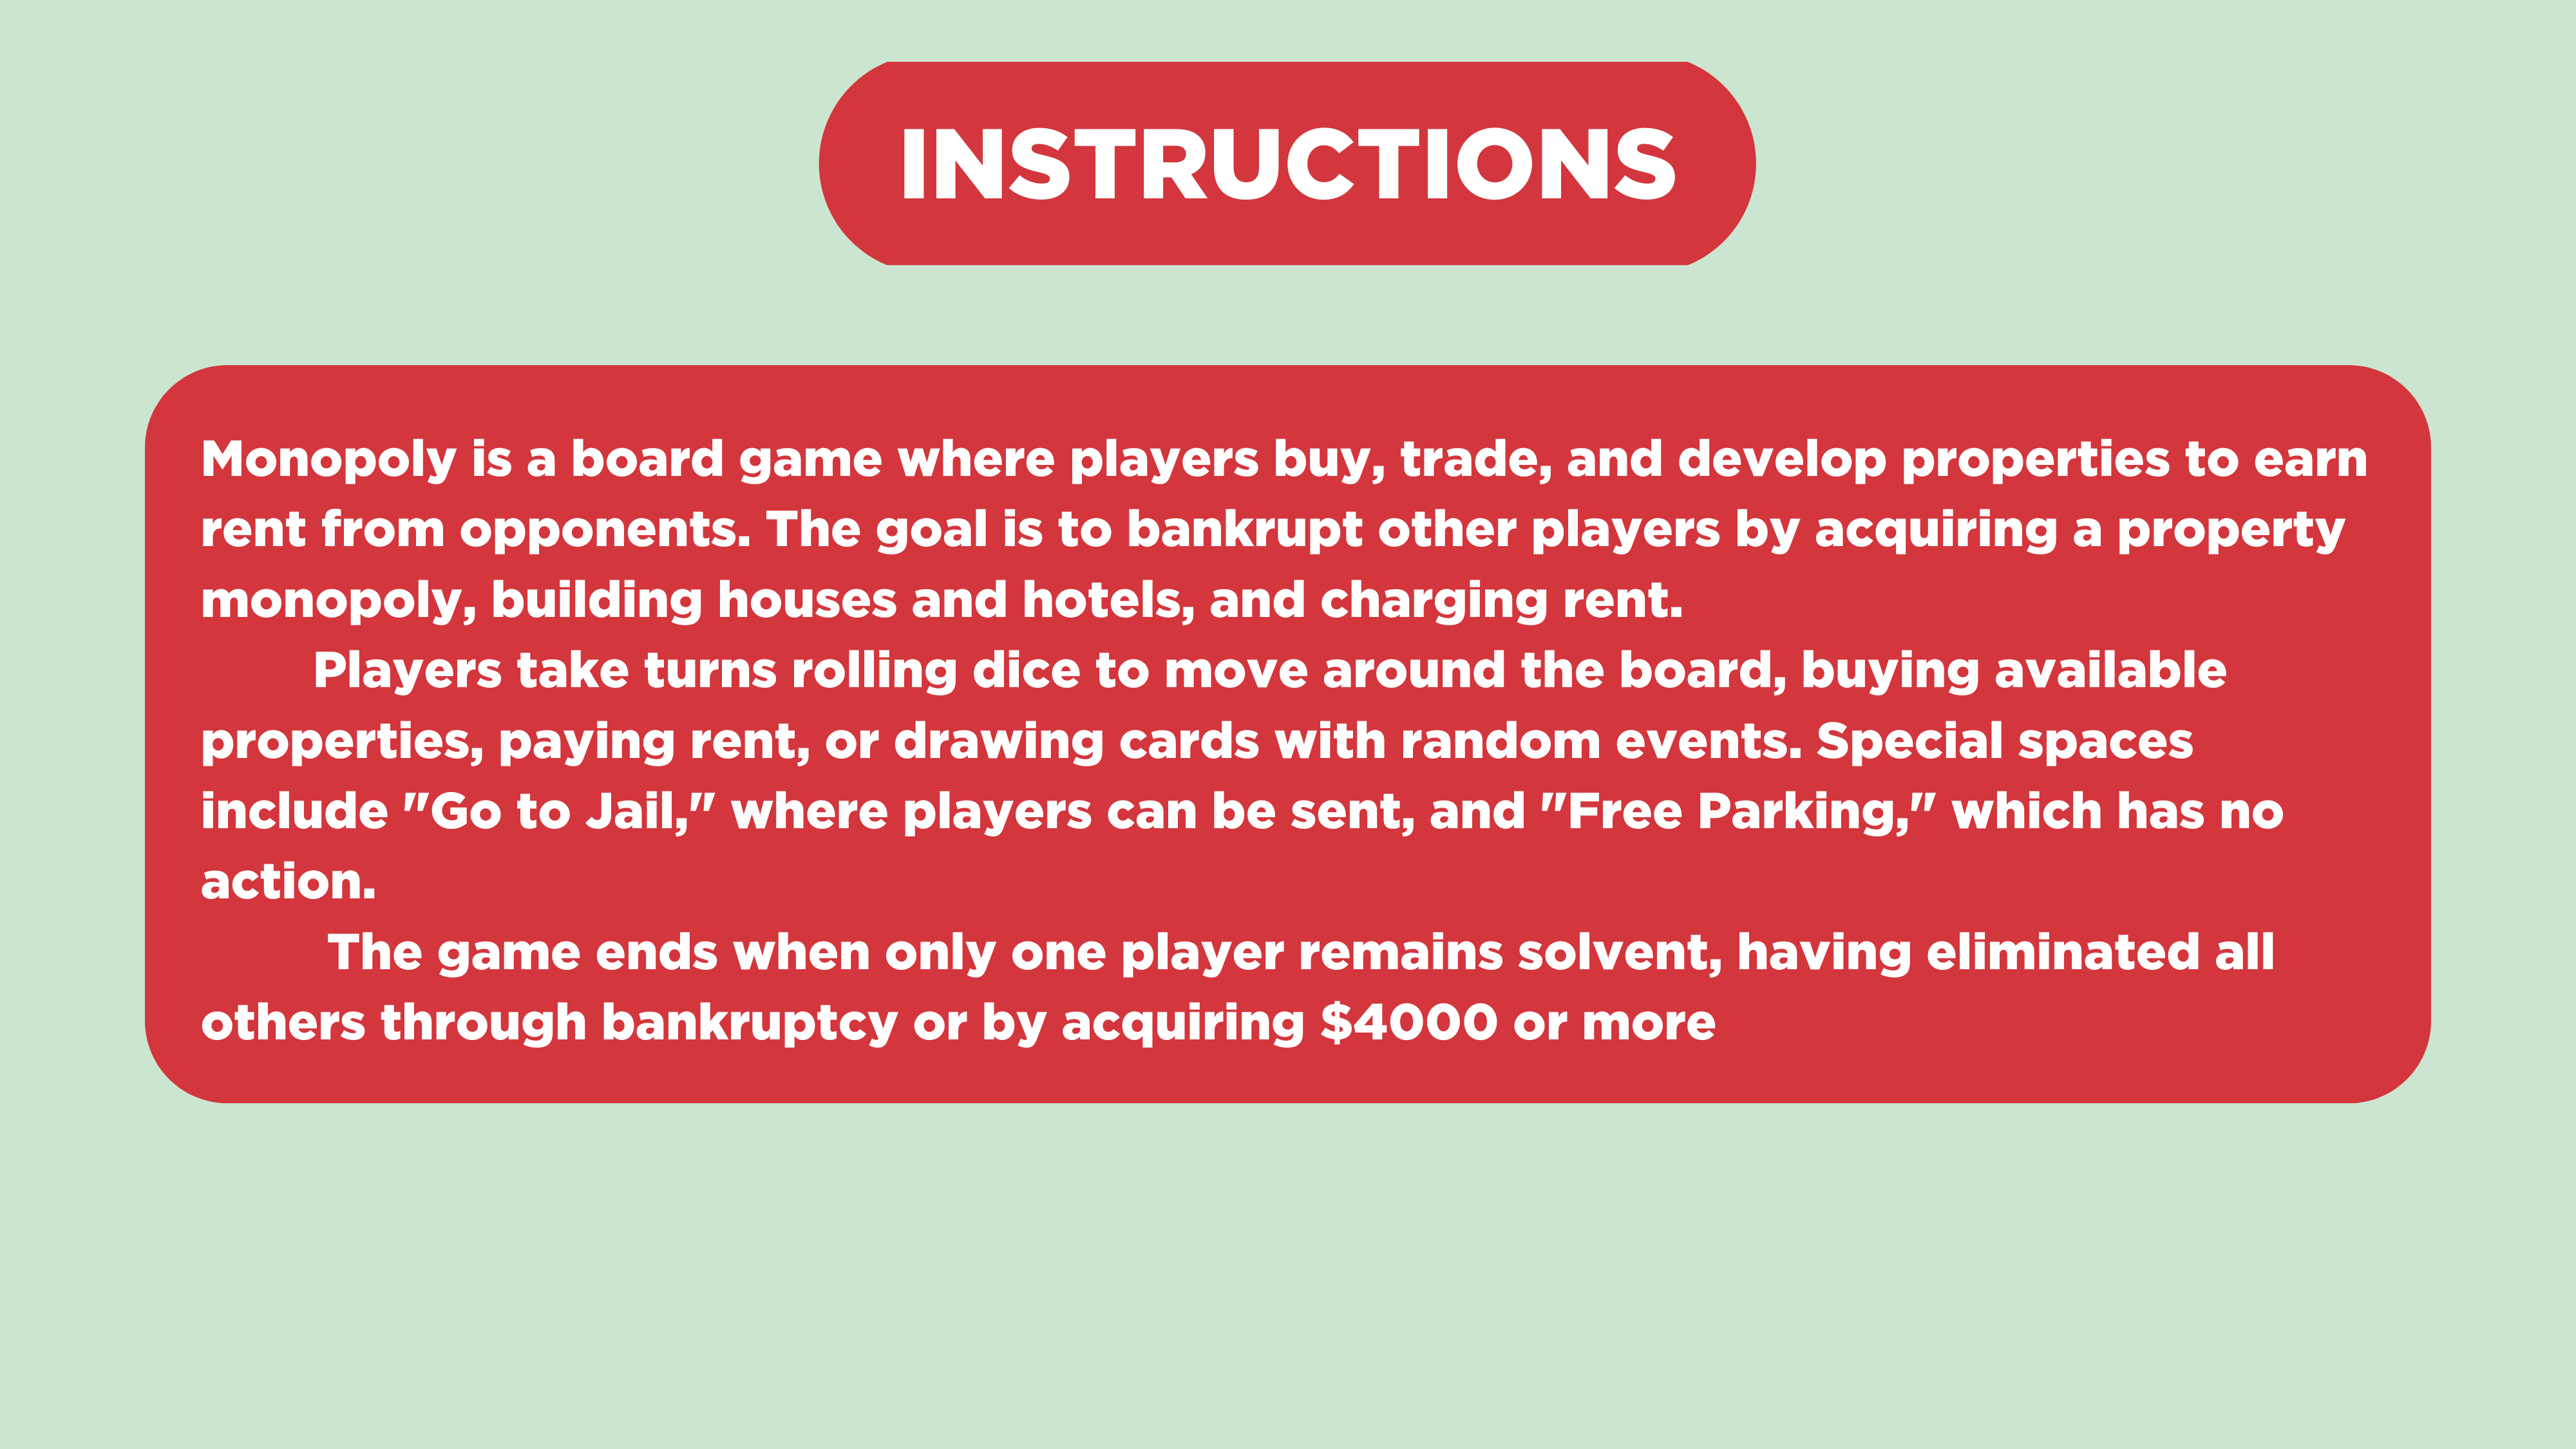 INSTRUCTIONS
Monopoly is a board game where players buy, trade, and develop properties to earn
rent from opponents. The goal is to bankrupt other players by acquiring a property
monopoly, building houses and hotels, and charging rent.
Players take turns rolling dice to move around the board, buying available
properties, paying rent, or drawing cards with random events. Special spaces
include "Go to Jail," where players can be sent, and "Free Parking," which has no
action.
The game ends when only one player remains solvent, having eliminated all
others through bankruptcy or by acquiring $4000 or more